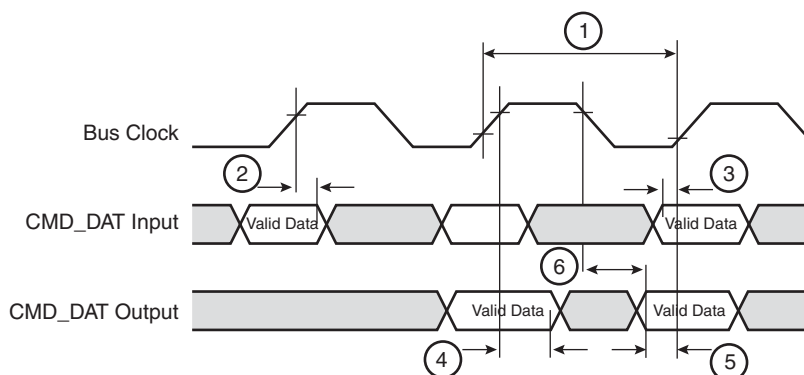 1
Bus Clock
2
3
CMD_DAT Input
Valid Data
Valid Data
6
CMD_DAT Output
Valid Data
Valid Data
4
5